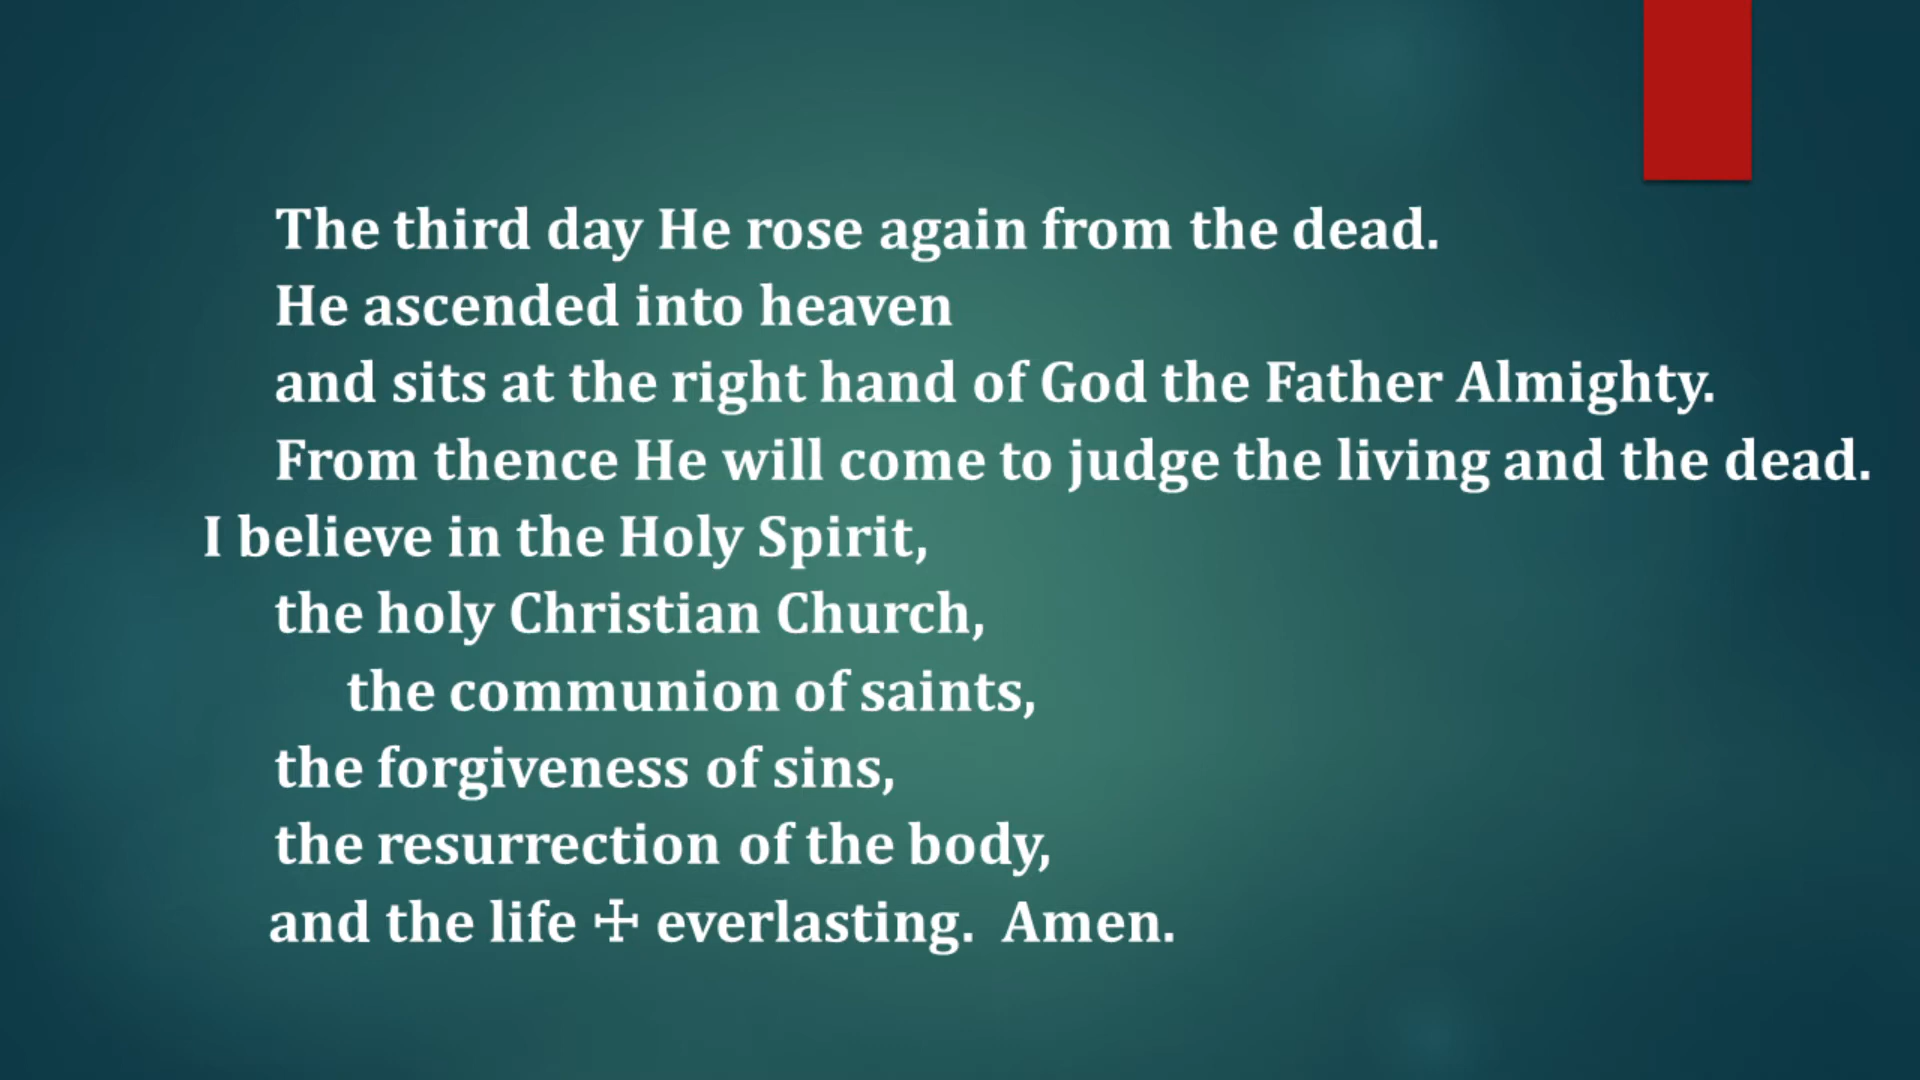 The third day He rose again from the dead.
He ascended into heaven
and sits at the right hand of God the Father Almighty.
From thence He will come to judge the living and the dead.
I believe in the Holy Spirit,
the holy Christian Church,
the communion of saints,
the forgiveness of sins,
the resurrection of the body,
and the life ☩ everlasting.  Amen.